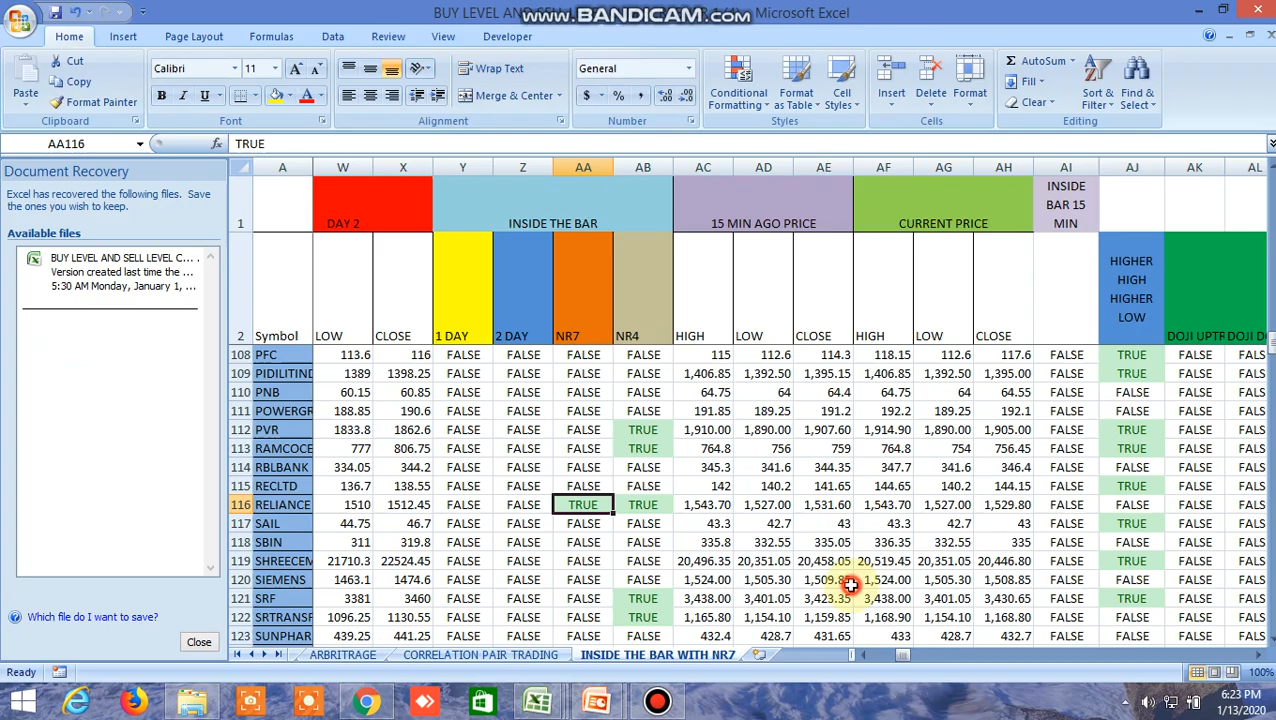 BUY LEVEL AND
Microsoft Excel
www.BANDICAM.com
Home Insert Page Layout Formulas Data Review View Developer
Paste Cut Copy Format Painter Clipboard
Calibri 11 B I U Font
Wrap Text Merge & Center Alignment
General $ % , Number
Conditional Formatting Format as Table Cell Styles Styles
Insert Delete Format Cells
Σ AutoSum Fill Clear Sort & Filter Find & Select Editing
AA116 fx TRUE
Document Recovery
Excel has recovered the following files. Save
the ones you wish to keep.
Available files
BUY LEVEL AND SELL LEVEL C... .
Version created last time the ...
5:30 AM Monday, January 1, ...
Which file do I want to save?
Close
A W X Y Z AA AB AC AD AE AF AG AH AI AJ AK AL
1 DAY 2 INSIDE THE BAR 15 MIN AGO PRICE CURRENT PRICE INSIDE BAR 15 MIN
2 Symbol LOW CLOSE 1 DAY 2 DAY NR7 NR4 HIGH LOW CLOSE HIGH LOW CLOSE HIGHER HIGH HIGHER LOW DOJI UPTR DOJI D
108 PFC 113.6 116 FALSE FALSE FALSE FALSE 115 112.6 114.3 118.15 112.6 117.6 FALSE TRUE FALSE FALS
109 PIDILITIND 1389 1398.25 FALSE FALSE FALSE FALSE 1,406.85 1,392.50 1,395.15 1,406.85 1,392.50 1,395.00 FALSE TRUE FALSE FALS
110 PNB 60.15 60.85 FALSE FALSE FALSE FALSE 64.75 64 64.4 64.75 64 64.55 FALSE FALSE FALSE FALS
111 POWERGR 188.85 190.6 FALSE FALSE FALSE FALSE 191.85 189.25 191.2 192.2 189.25 192.1 FALSE FALSE FALSE FALS
112 PVR 1833.8 1862.6 FALSE FALSE FALSE TRUE 1,910.00 1,890.00 1,907.60 1,914.90 1,890.00 1,905.00 FALSE TRUE FALSE FALS
113 RAMCOCE 777 806.75 FALSE FALSE FALSE TRUE 764.8 756 759 764.8 754 756.45 FALSE TRUE FALSE FALS
114 RBLBANK 334.05 344.2 FALSE FALSE FALSE FALSE 345.3 341.6 344.35 347.7 341.6 346.4 FALSE FALSE FALSE FALS
115 RECLTD 136.7 138.55 FALSE FALSE FALSE FALSE 142 140.2 141.65 144.65 140.2 144.15 FALSE TRUE FALSE FALS
116 RELIANCE 1510 1512.45 FALSE FALSE TRUE TRUE 1,543.70 1,527.00 1,531.60 1,543.70 1,527.00 1,529.80 FALSE FALSE FALSE FALS
117 SAIL 44.75 46.7 FALSE FALSE FALSE FALSE 43.3 42.7 43 43.3 42.7 43 FALSE TRUE FALSE FALS
118 SBIN 311 319.8 FALSE FALSE FALSE FALSE 335.8 332.55 335.05 336.35 332.55 335 FALSE FALSE FALSE FALS
119 SHREECEM 21710.3 22524.45 FALSE FALSE FALSE FALSE 20,496.35 20,351.05 20,458.05 20,519.45 20,351.05 20,446.80 FALSE TRUE FALSE FALS
120 SIEMENS 1463.1 1474.6 FALSE FALSE FALSE FALSE 1,524.00 1,505.30 1,524.00 1,505.30 1,508.85 FALSE FALSE FALSE FALS
121 SRF 3381 3460 FALSE FALSE FALSE TRUE 3,438.00 3,401.05 3,423.35 3,438.00 3,401.05 3,430.65 FALSE TRUE FALSE FALS
122 SRTRANSF 1096.25 1130.55 FALSE FALSE FALSE TRUE 1,165.80 1,154.10 1,159.85 1,168.90 1,154.10 1,168.80 FALSE FALSE FALSE FALS
123 SUNPHAR 439.25 441.25 FALSE FALSE FALSE FALSE 432.4 428.7 431.65 433 428.7 432.7 FALSE FALSE FALSE FALS
ARBITRAGE CORRELATION PAIR TRADING INSIDE THE BAR WITH NR7
Ready 100%
6:23 PM
1/13/2020